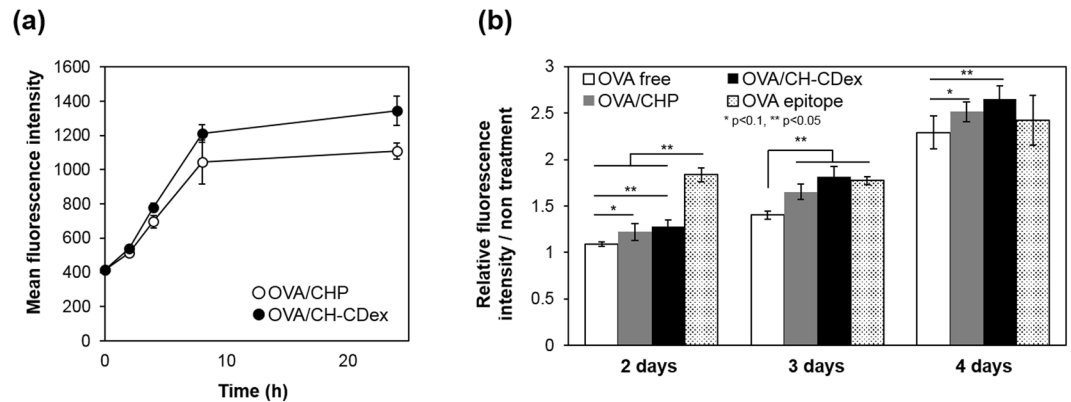 (a)
Mean fluorescence intensity
1600
1400
1200
1000
800
600
400
200
0
0
10
20
Time (h)
OVA/CHP
OVA/CH-CDex
(b)
Relative fluorescence
intensity / non treatment
3
2.5
2
1.5
1
0.5
0
OVA free
OVA/CH-CDex
OVA/CHP
OVA epitope
* p<0.1, ** p<0.05
**
**
*
**
**
*
2 days
3 days
4 days